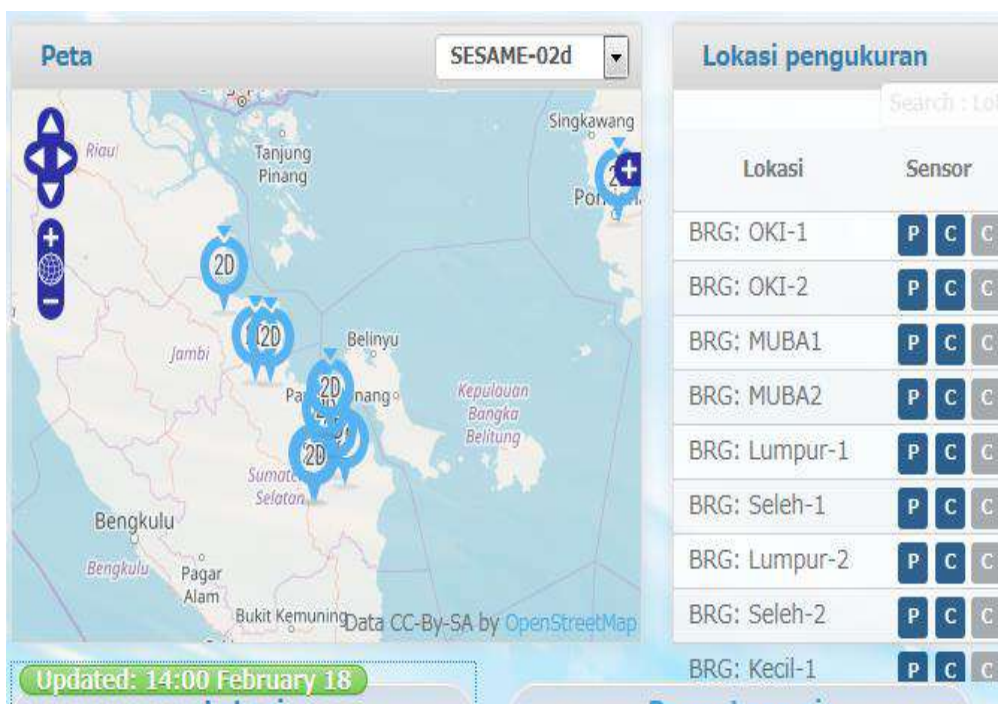 Peta
SESAME-02d
Riau
Tanjung
Pinang
Singkawang
2D
2D
Jambi
Belinyu
2D
Kepulauan
Bangka
Belitung
2D
Selatan
Bengkulu
Bengkulu
Pagar
Alam
Bukit Kemuning
Data CC-By-SA by OpenStreetMap
Updated: 14:00 February 18
Lokasi pengukuran
Search : Lo
Lokasi Sensor
BRG: OKI-1 P C C
BRG: OKI-2 P C C
BRG: MUBA1 P C C
BRG: MUBA2 P C C
BRG: Lumpur-1 P C C
BRG: Seleh-1 P C C
BRG: Lumpur-2 P C C
BRG: Seleh-2 P C C
BRG: Kecil-1 P C C